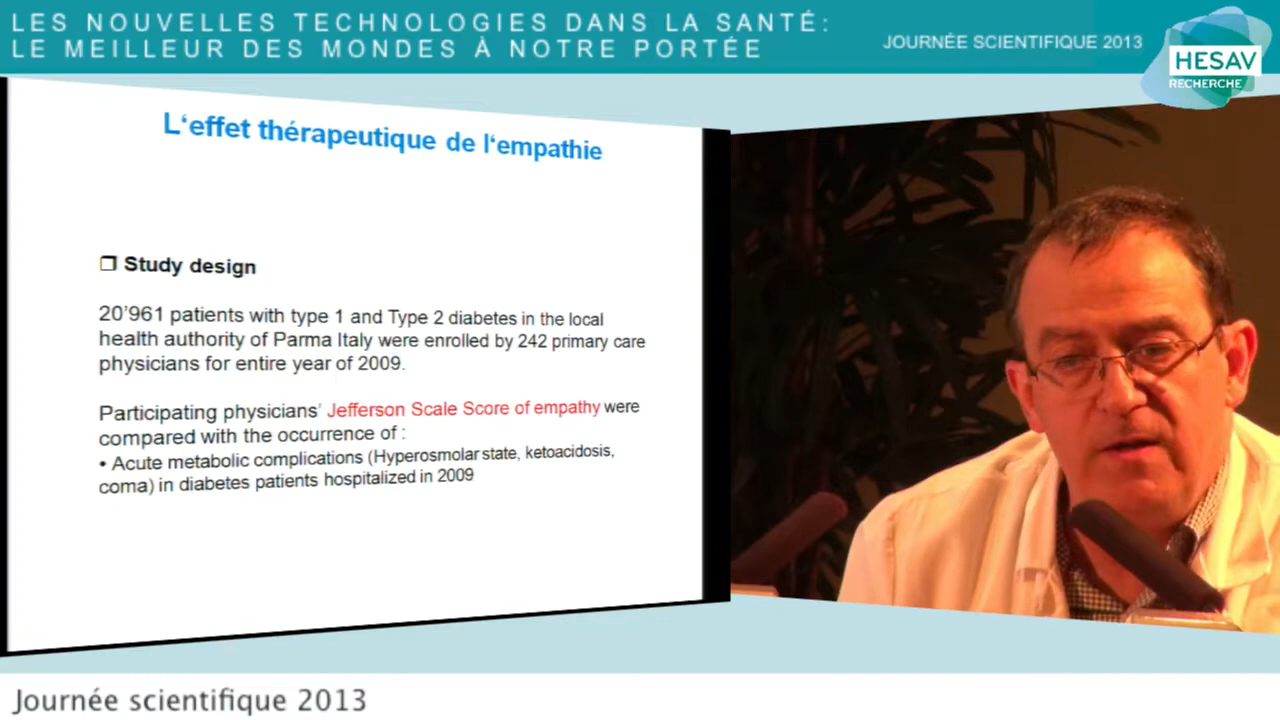 LES NOUVELLES TECHNOLOGIES DANS LA SANTÉ:
LE MEILLEUR DES MONDES À NOTRE PORTÉE
JOURNÉE SCIENTIFIQUE 2013
HESAV
RECHERCHE
L‘effet thérapeutique de l‘empathie
❒ Study design
20’961 patients with type 1 and Type 2 diabetes in the local
health authority of Parma Italy were enrolled by 242 primary care
physicians for entire year of 2009.
Participating physicians’ Jefferson Scale Score of empathy were
compared with the occurrence of :
• Acute metabolic complications (Hyperosmolar state, ketoacidosis,
coma) in diabetes patients hospitalized in 2009
Journée scientifique 2013